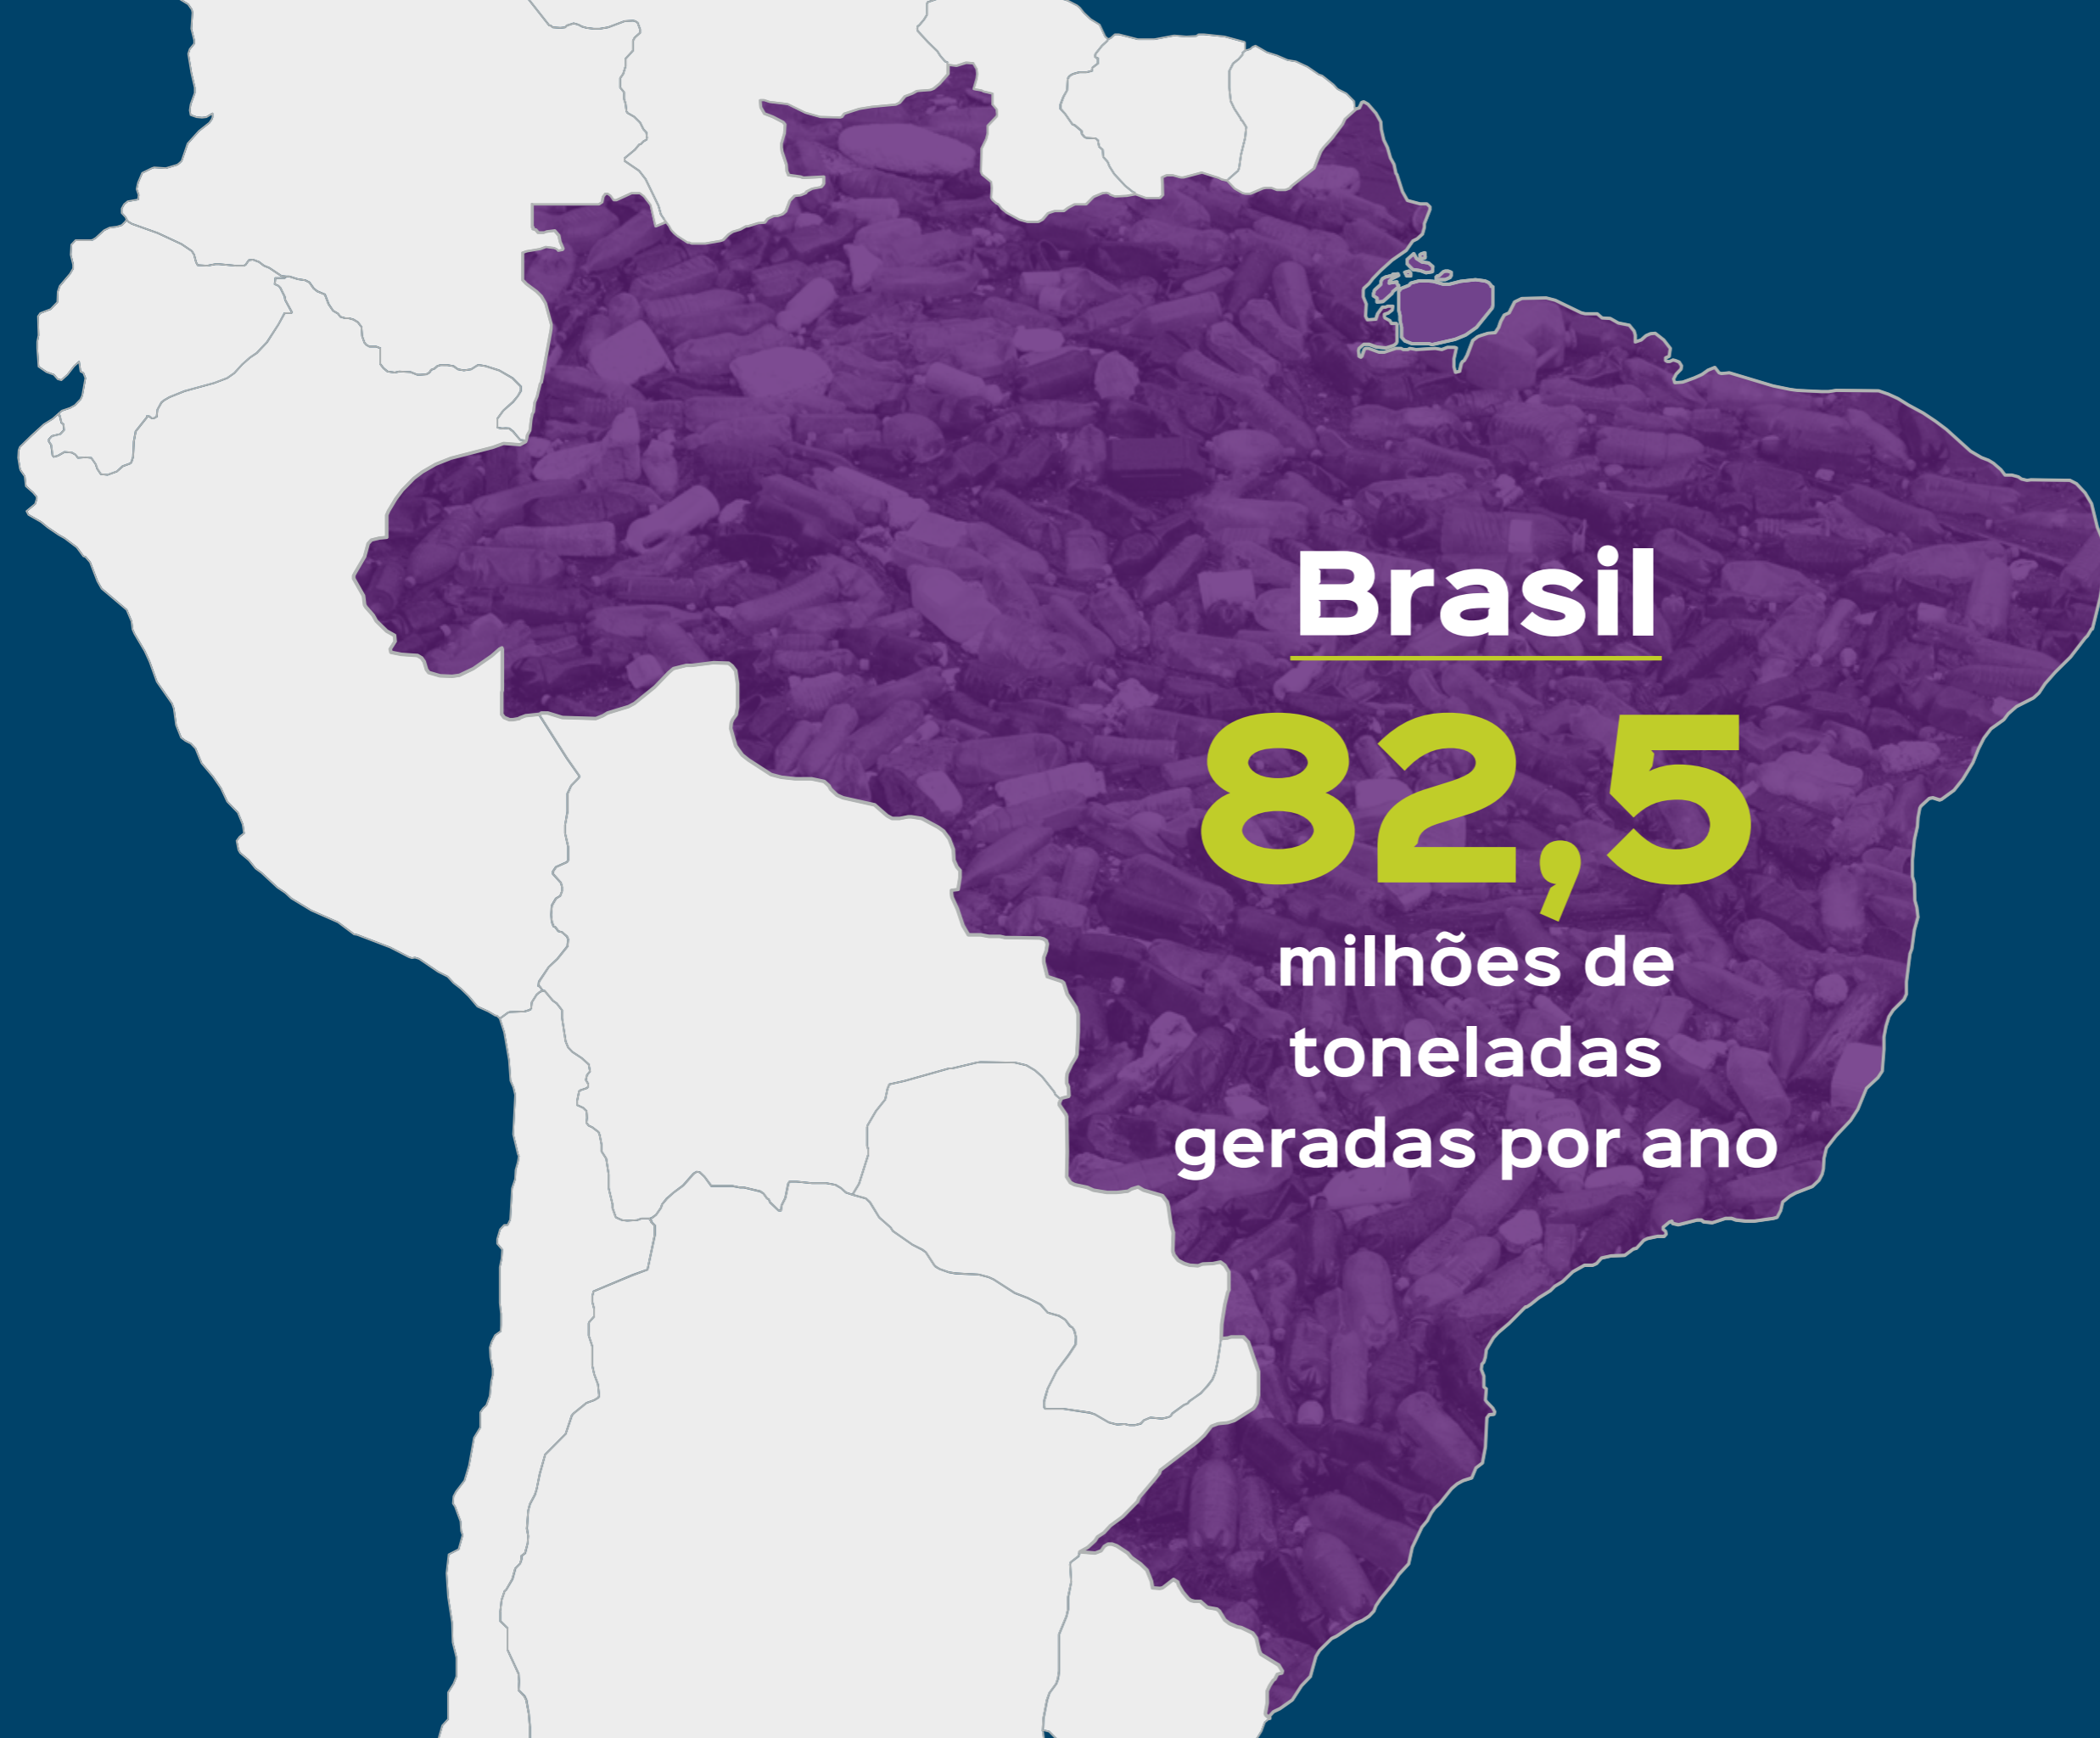 Brasil
82,5
milhões de
toneladas
geradas por ano